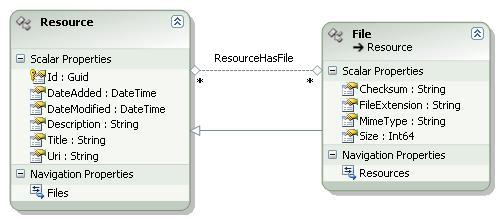 Resource
Scalar Properties
Id : Guid
DateAdded : DateTime
DateModified : DateTime
Description : String
Title : String
Uri : String
Navigation Properties
Files
ResourceHasFile
*
*
File
Resource
Scalar Properties
Checksum : String
FileExtension : String
MimeType : String
Size : Int64
Navigation Properties
Resources